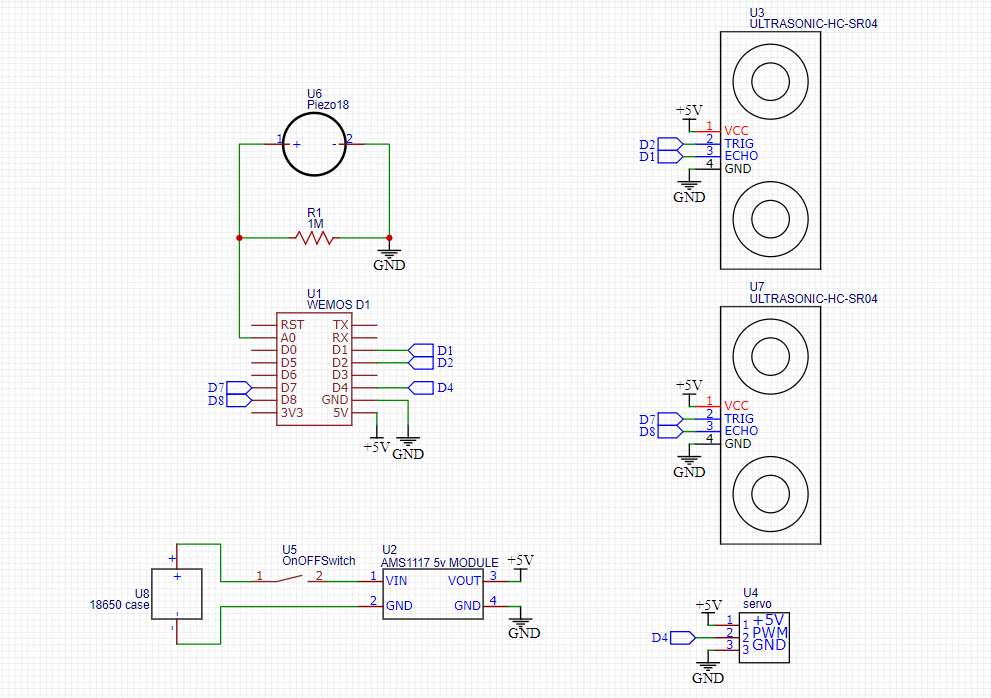 U3
ULTRASONIC-HC-SR04
+5V
1 VCC
D2 2 TRIG
D1 3 ECHO
4 GND
GND
U6
Piezo18
1 + - 2
R1
1M
GND
U1
WEMOS D1
RST TX
A0 RX
D0 D1 D1
D5 D2 D2
D6 D3
D7 D7 D4 D4
D8 D8 GND
3V3 5V
+5V GND
U7
ULTRASONIC-HC-SR04
+5V
1 VCC
D7 2 TRIG
D8 3 ECHO
4 GND
GND
U8
18650 case
+
+
-
-
U5
OnOFFSwitch
1 2
U2
AMS1117 5v MODULE
1 VIN VOUT 3
2 GND GND 4
+5V
GND
U4
servo
+5V
1 1 +5V
D4 2 2 PWM
3 3 GND
GND